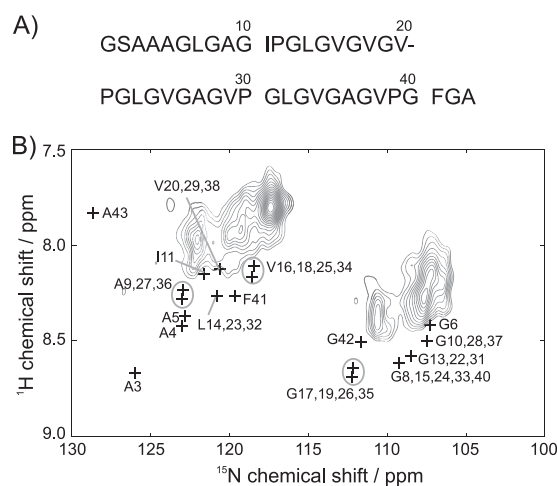 A)
10 20
GSAAAGLGAG IPGLGVGVGV-
30 40
PGLGVGAGVP GLGVGAGVPG FGA
B)
7.5
V20,29,38
A43
8.0
I11
V16,18,25,34
A9,27,36
F41
A5
L14,23,32
G6
8.5
A4
G42
G10,28,37
G13,22,31
A3
G8,15,24,33,40
G17,19,26,35
9.0
130 125 120 115 110 105 100
¹H chemical shift / ppm
¹⁵N chemical shift / ppm